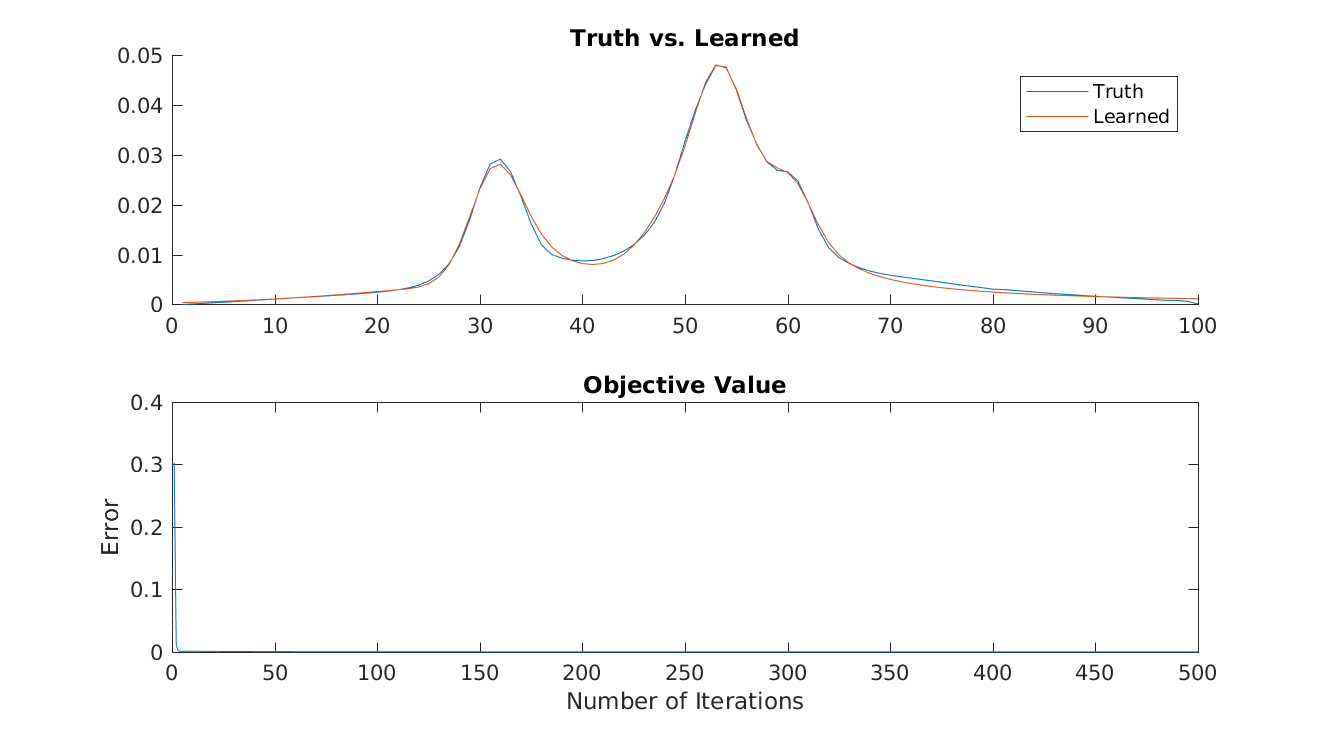 Truth vs. Learned
0.05
0.04
0.03
0.02
0.01
0
Truth
Learned
0 10 20 30 40 50 60 70 80 90 100
Objective Value
0.4
0.3
0.2
0.1
0
Error
0 50 100 150 200 250 300 350 400 450 500
Number of Iterations